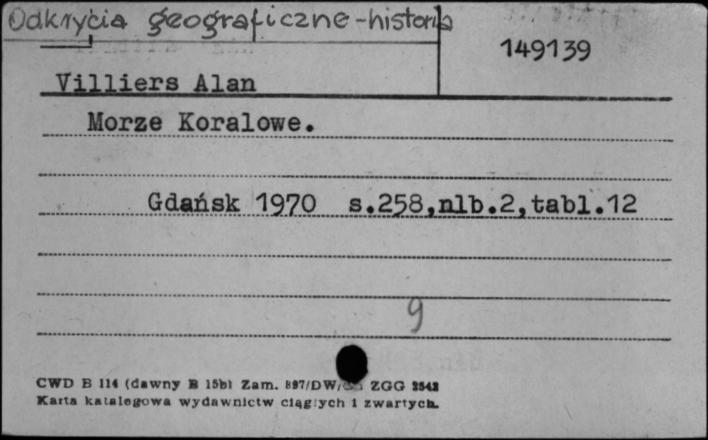 Odkrycia geograficzne-historia
149139
Villiers Alan
Morze Koralowe.
Gdańsk 1970 s.258,nlb.2,tabl.12
9
CWD B 114 (dawny B 15b) Zam. 897/DW/ ZGG
Karta katalogowa wydawnictw ciągłych i zwartych.